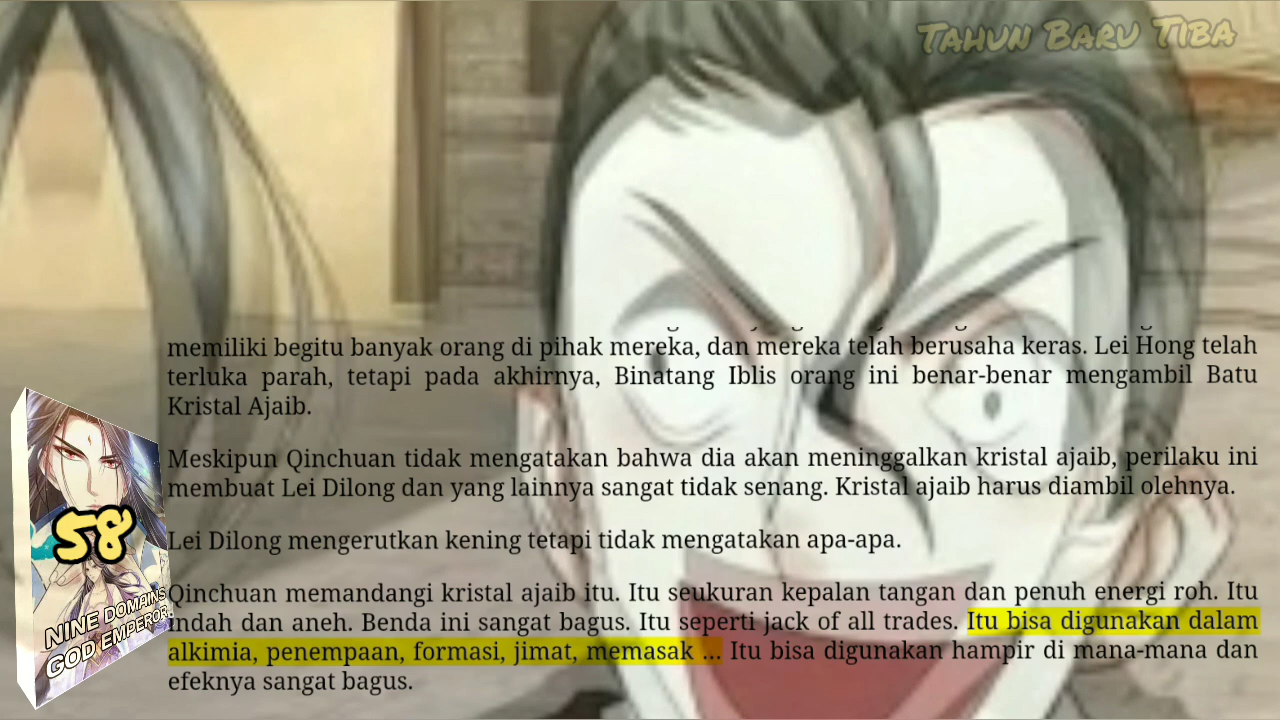 Tahun Baru Tiba
memiliki begitu banyak orang di pihak mereka, dan mereka telah berusaha keras. Lei Hong telah
terluka parah, tetapi pada akhirnya, Binatang Iblis orang ini benar-benar mengambil Batu
Kristal Ajaib.
Meskipun Qinchuan tidak mengatakan bahwa dia akan meninggalkan kristal ajaib, perilaku ini
membuat Lei Dilong dan yang lainnya sangat tidak senang. Kristal ajaib harus diambil olehnya.
Lei Dilong mengerutkan kening tetapi tidak mengatakan apa-apa.
Qinchuan memandangi kristal ajaib itu. Itu seukuran kepalan tangan dan penuh energi roh. Itu
indah dan aneh. Benda ini sangat bagus. Itu seperti jack of all trades. Itu bisa digunakan dalam
alkimia, penempaan, formasi, jimat, memasak ... Itu bisa digunakan hampir di mana-mana dan
efeknya sangat bagus.
58
NINE DOMAINS
GOD EMPEROR